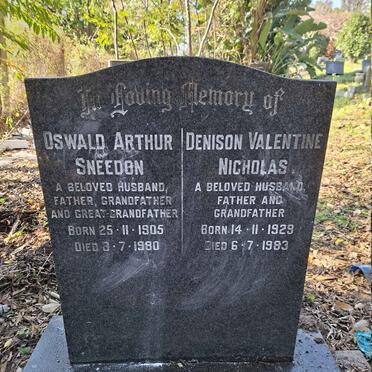 In Loving Memory of
OSWALD ARTHUR
SNEEDON
A BELOVED HUSBAND,
FATHER, GRANDFATHER
AND GREAT GRANDFATHER
BORN 25·11·1905
DIED 3·7·1980
DENISON VALENTINE
NICHOLAS
A BELOVED HUSBAND,
FATHER AND
GRANDFATHER
BORN 14·11·1929
DIED 6·7·1983